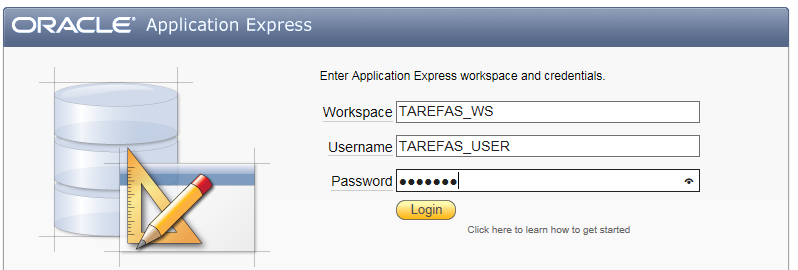 ORACLE® Application Express
Enter Application Express workspace and credentials.
Workspace TAREFAS_WS
Username TAREFAS_USER
Password •••••••
Login
Click here to learn how to get started